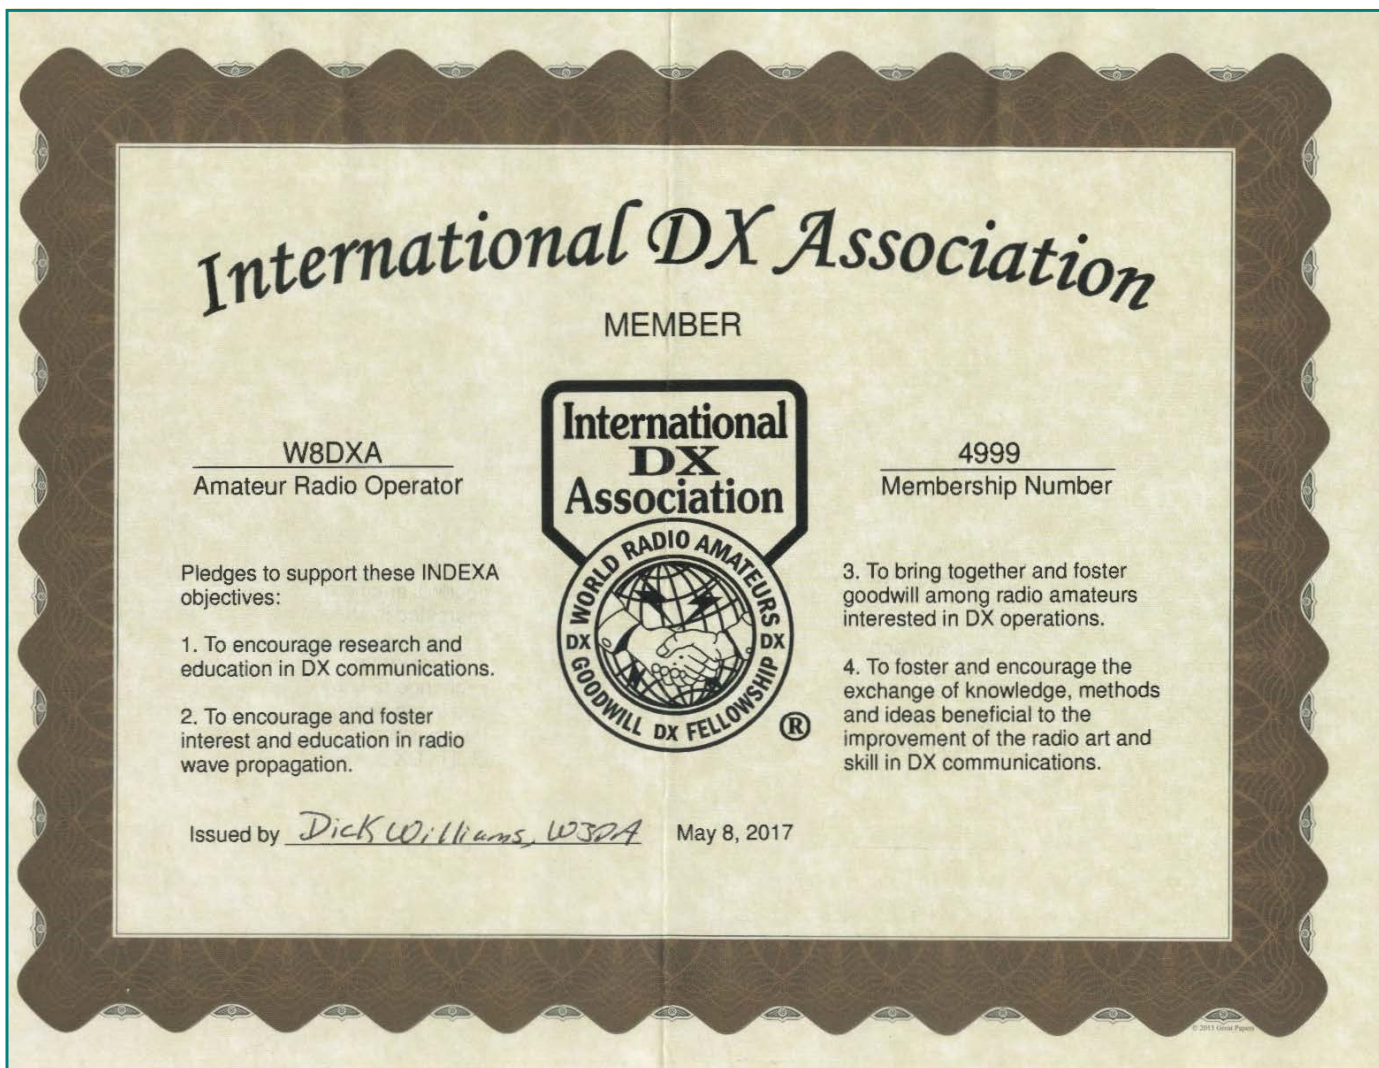 International DX Association
MEMBER
W8DXA
Amateur Radio Operator
International
DX
Association
4999
Membership Number
WORLD RADIO AMATEURS
DX
DX
GOODWILL DX FELLOWSHIP
®
Pledges to support these INDEXA
objectives:
1. To encourage research and
education in DX communications.
2. To encourage and foster
interest and education in radio
wave propagation.
3. To bring together and foster
goodwill among radio amateurs
interested in DX operations.
4. To foster and encourage the
exchange of knowledge, methods
and ideas beneficial to the
improvement of the radio art and
skill in DX communications.
Issued by Dick Williams, W3OA May 8, 2017
© 2015 Great Papers